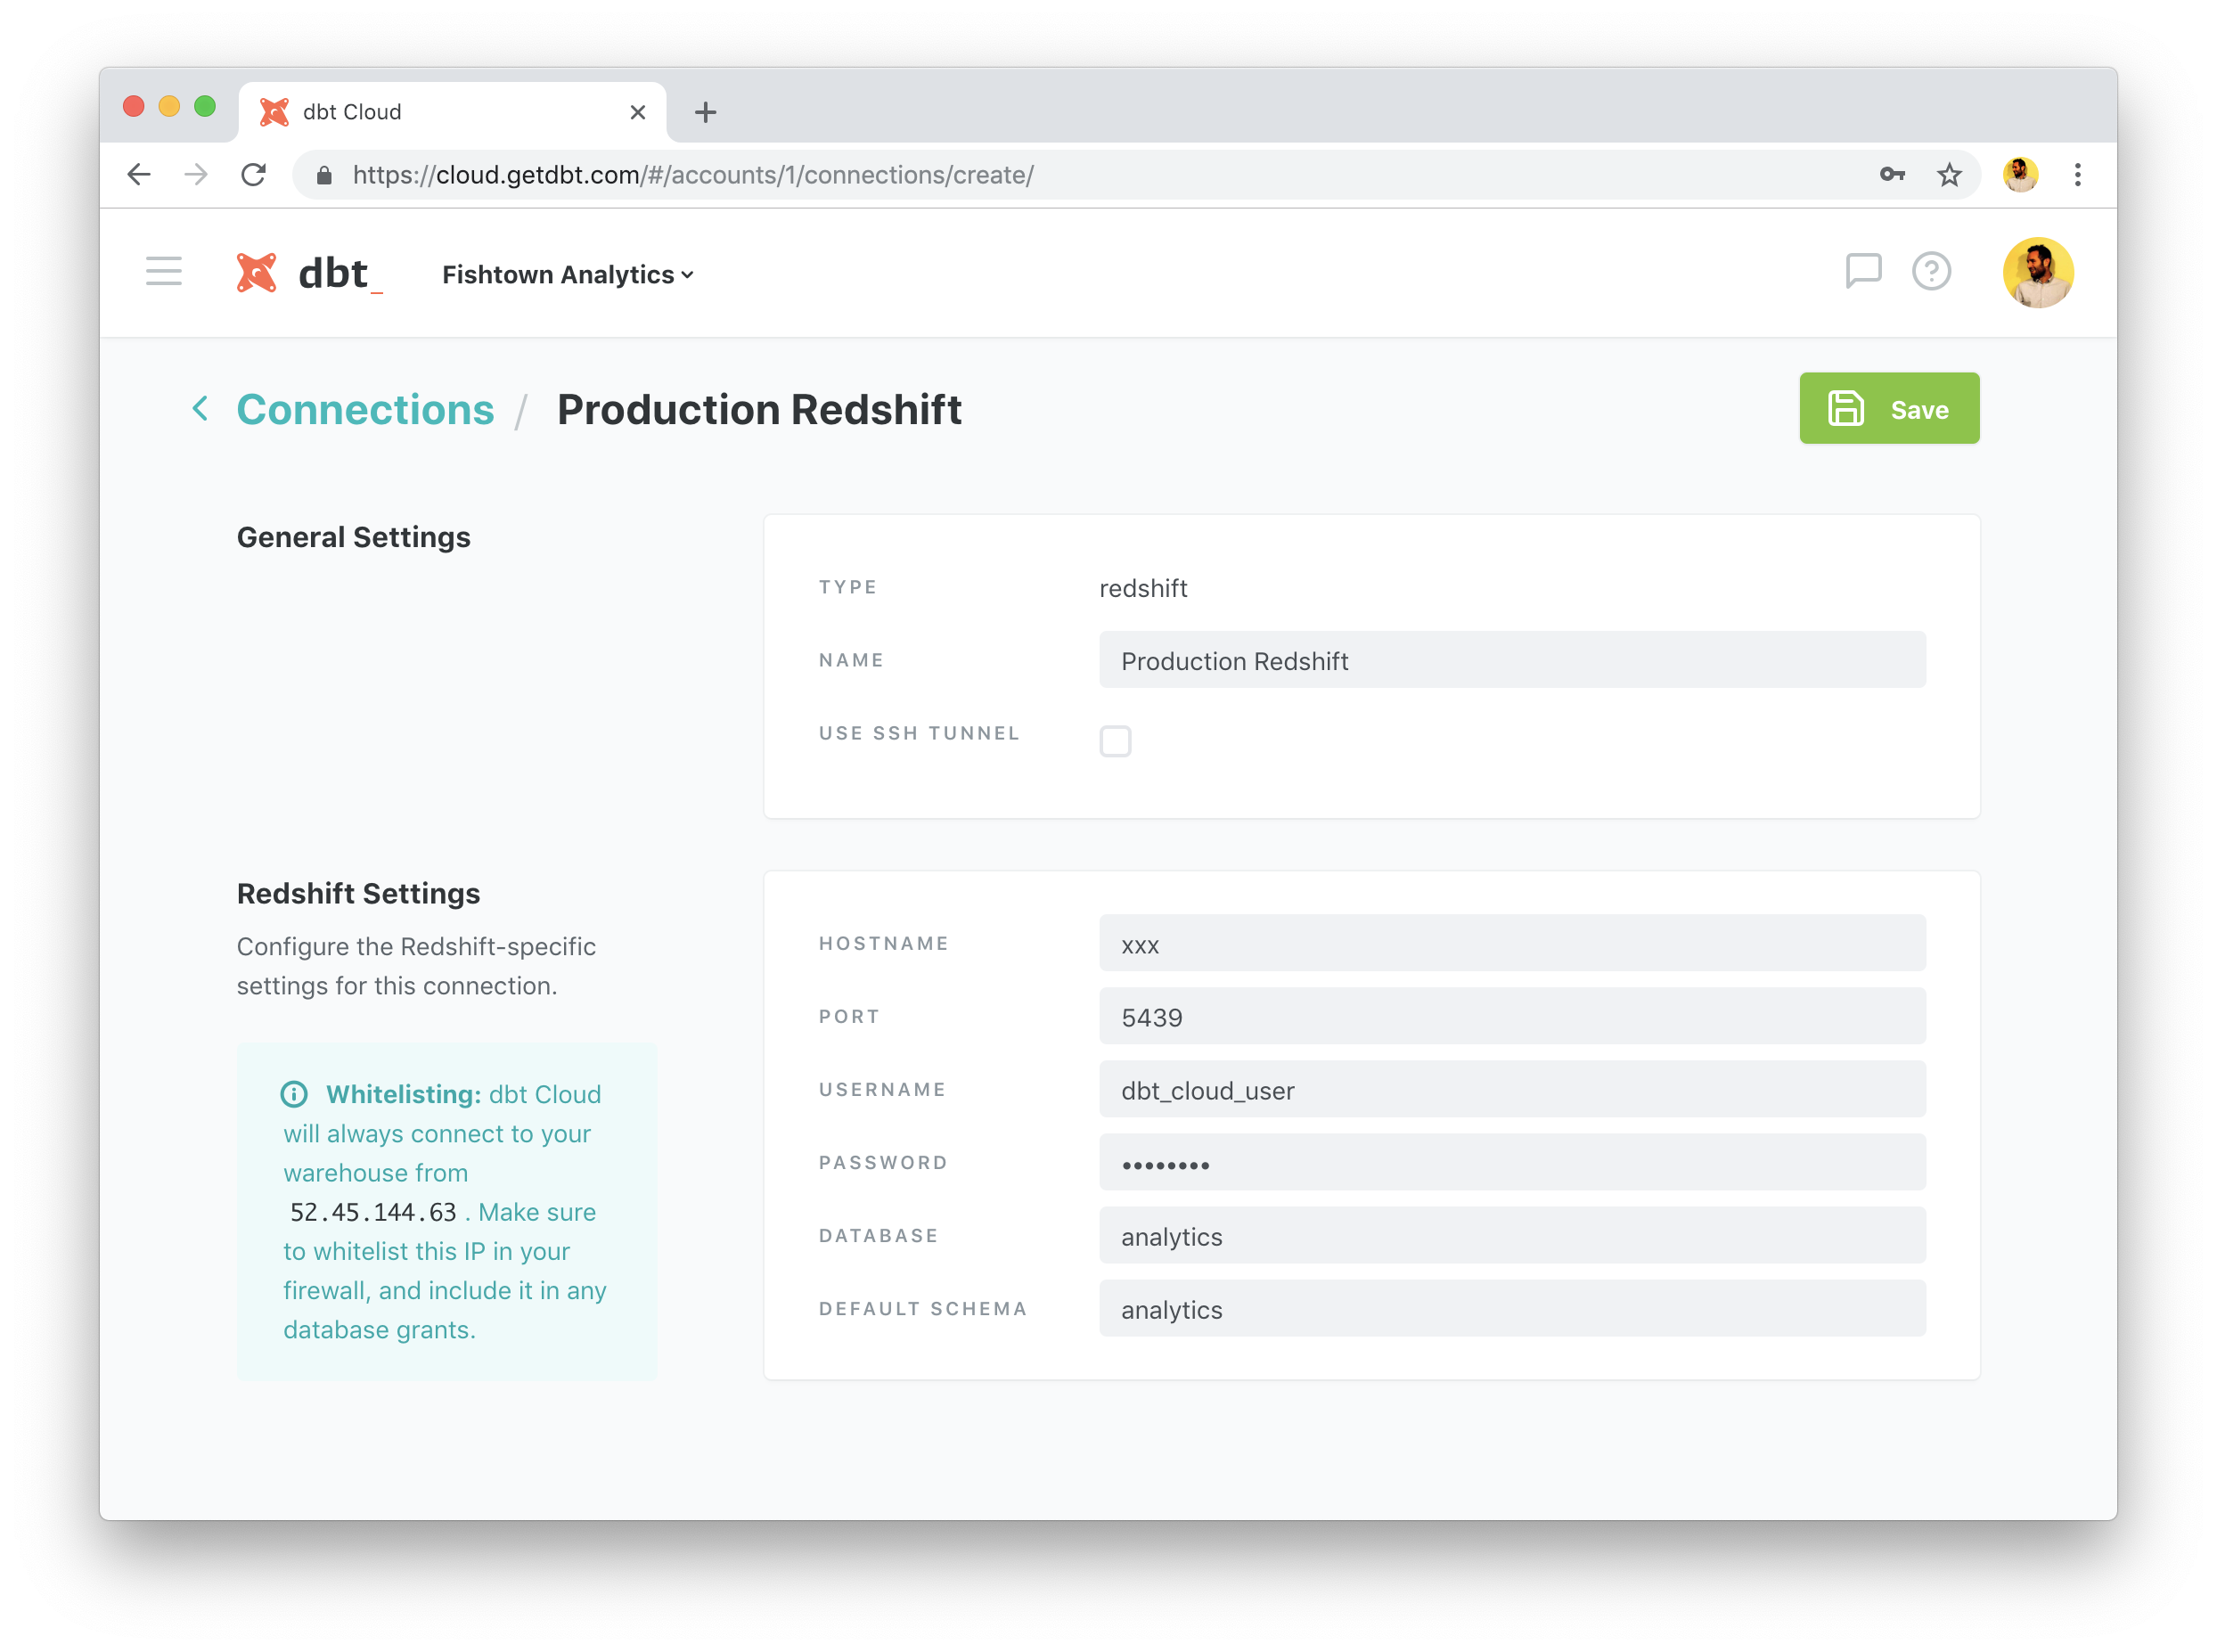 dbt Cloud
https://cloud.getdbt.com/#/accounts/1/connections/create/
dbt_
Fishtown Analytics
Connections / Production Redshift
Save
General Settings
TYPE
redshift
NAME
Production Redshift
USE SSH TUNNEL
Redshift Settings
Configure the Redshift-specific
settings for this connection.
Whitelisting: dbt Cloud
will always connect to your
warehouse from
52.45.144.63 . Make sure
to whitelist this IP in your
firewall, and include it in any
database grants.
HOSTNAME
xxx
PORT
5439
USERNAME
dbt_cloud_user
PASSWORD
••••••••
DATABASE
analytics
DEFAULT SCHEMA
analytics